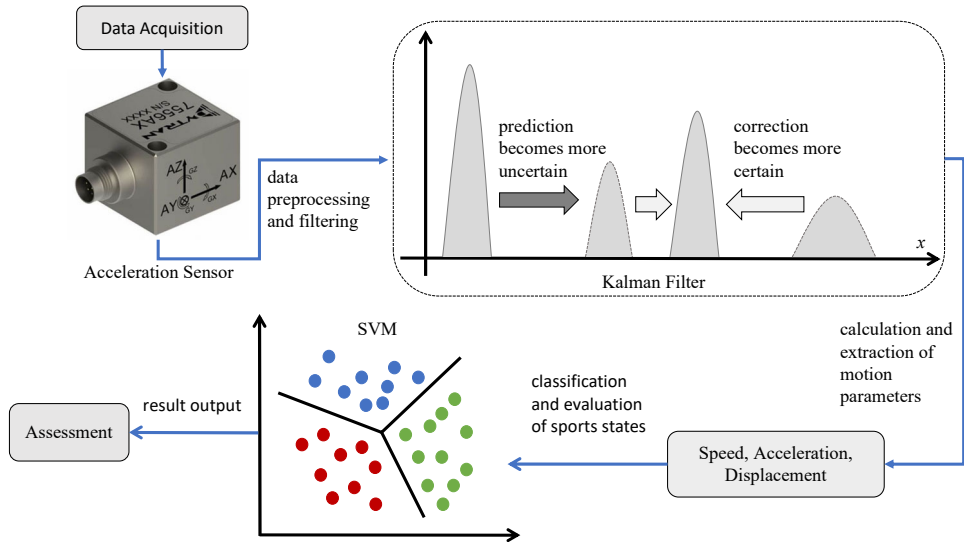 Data Acquisition
DYTRAN
7556AX
S/N XXXX
AZ
GZ
AX
GX
AY
GY
Acceleration Sensor
data
preprocessing
and filtering
prediction
becomes more
uncertain
correction
becomes more
certain
x
Kalman Filter
calculation and
extraction of
motion
parameters
Speed, Acceleration,
Displacement
classification
and evaluation
of sports states
SVM
result output
Assessment